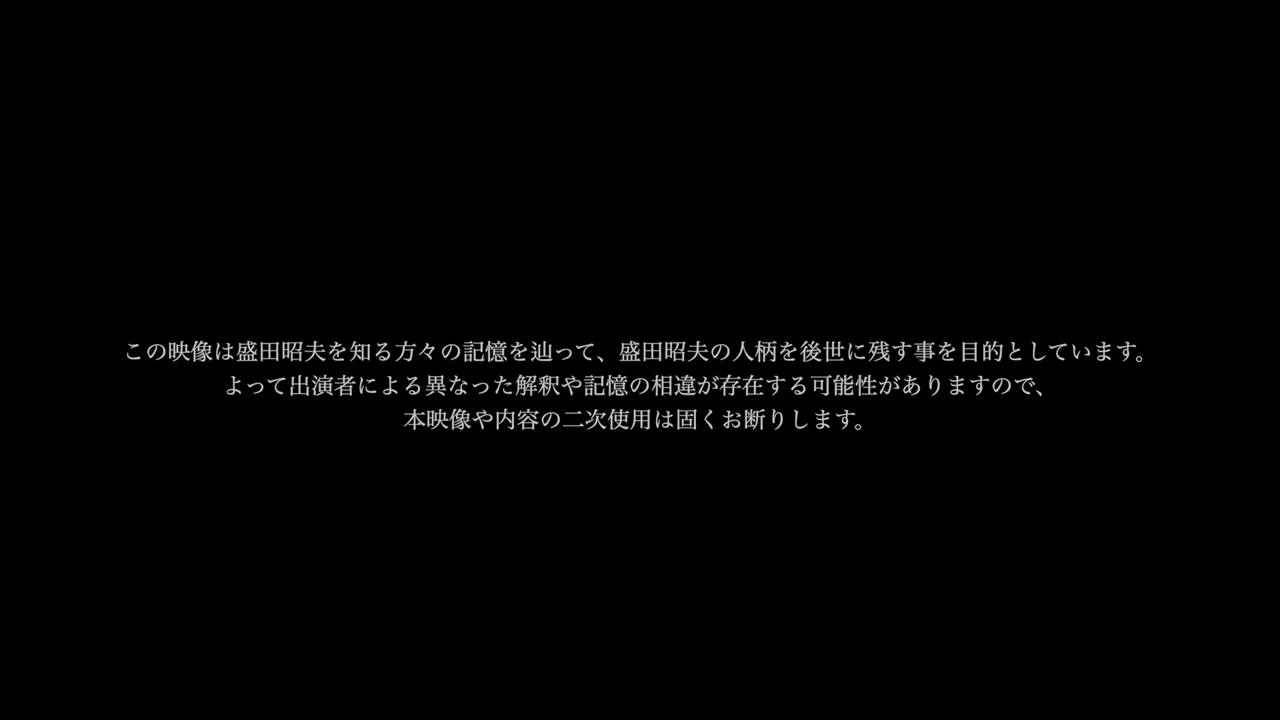 この映像は盛田昭夫を知る方々の記憶を辿って、盛田昭夫の人柄を後世に残す事を目的としています。
よって出演者による異なった解釈や記憶の相違が存在する可能性がありますので、
本映像や内容の二次使用は固くお断りします。